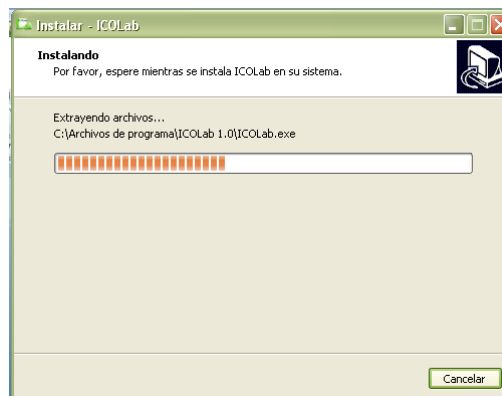 Instalar - ICOLab
Instalando
Por favor, espere mientras se instala ICOLab en su sistema.
Extrayendo archivos...
C:\Archivos de programa\ICOLab 1.0\ICOLab.exe
Cancelar